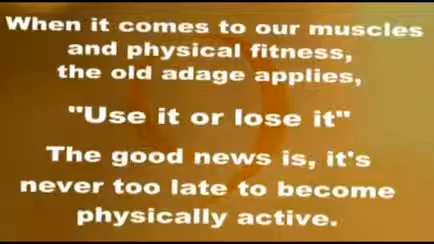 When it comes to our muscles
and physical fitness,
the old adage applies,
"Use it or lose it"
The good news is, it's
never too late to become
physically active.